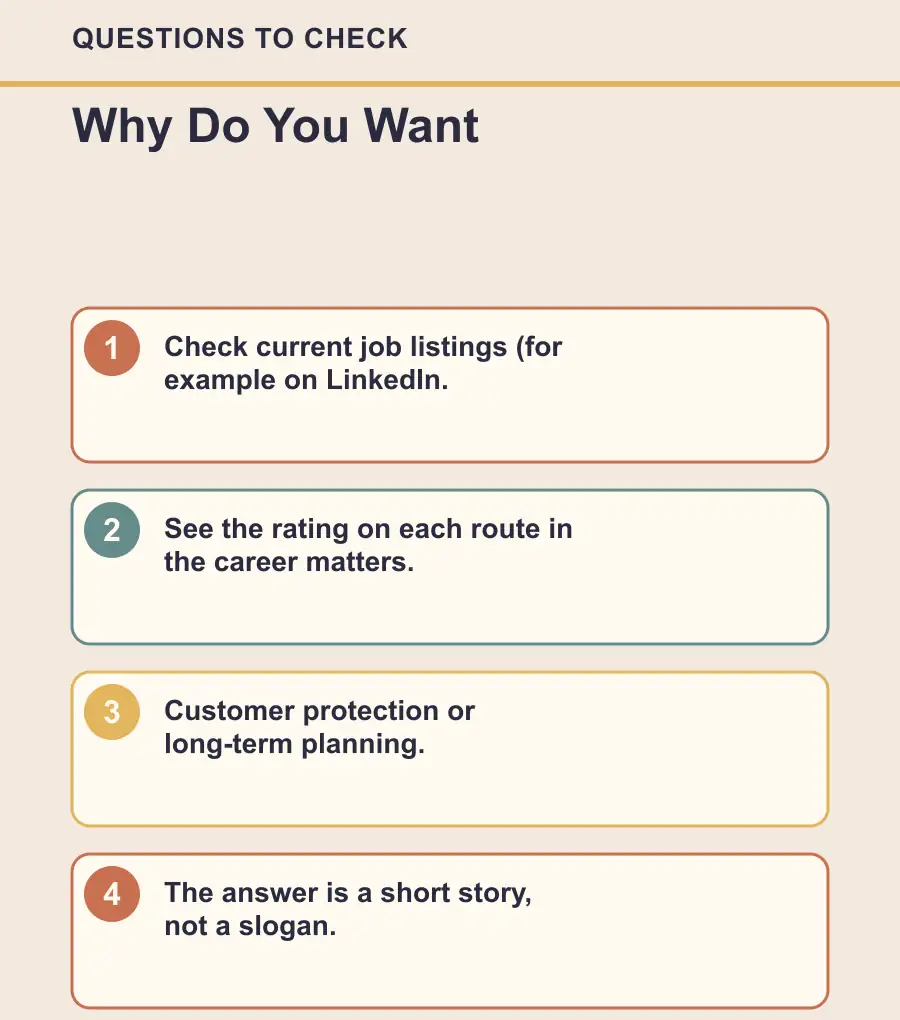 QUESTIONS TO CHECK
Why Do You Want
1
Check current job listings (for
example on LinkedIn.
2
See the rating on each route in
the career matters.
3
Customer protection or
long-term planning.
4
The answer is a short story,
not a slogan.